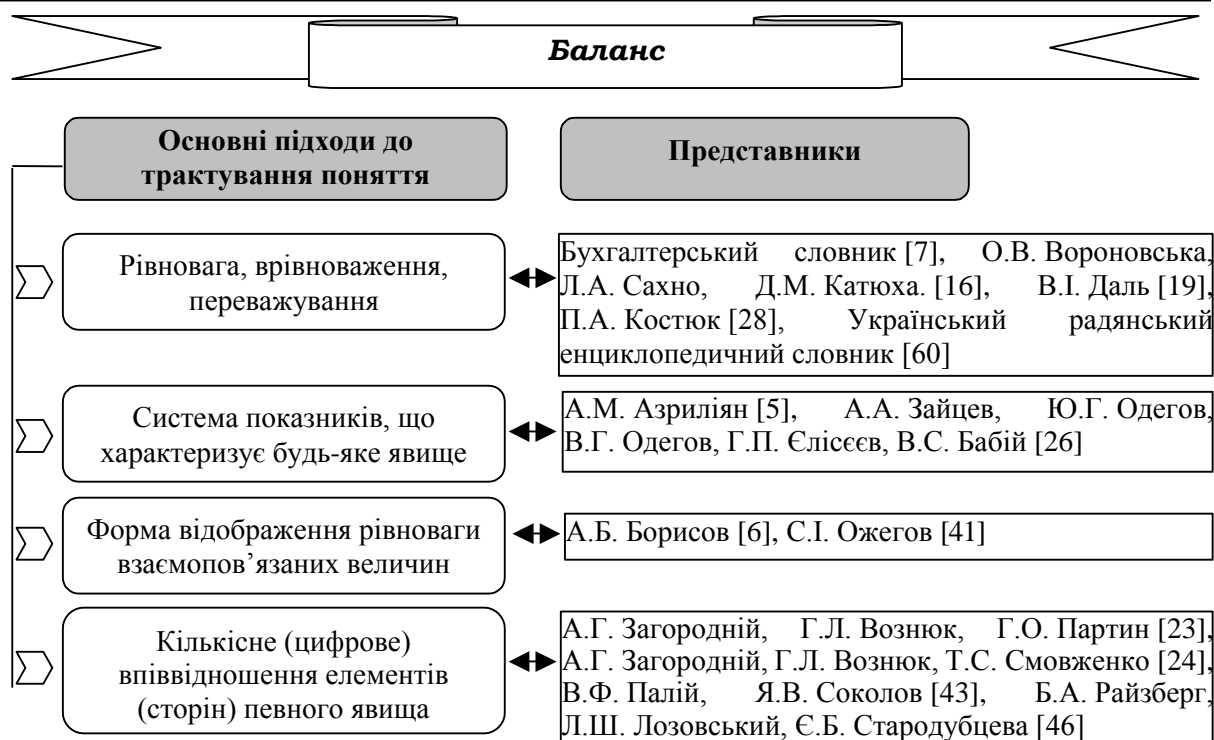 Баланс
Основні підходи до
трактування поняття
Представники
Рівновага, врівноваження,
переважування
Бухгалтерський словник [7], О.В. Вороновська,
Л.А. Сахно, Д.М. Катюха. [16], В.І. Даль [19],
П.А. Костюк [28], Український радянський
енциклопедичний словник [60]
Система показників, що
характеризує будь-яке явище
А.М. Азриліян [5], А.А. Зайцев, Ю.Г. Одегов,
В.Г. Одегов, Г.П. Єлісєєв, В.С. Бабій [26]
Форма відображення рівноваги
взаємопов’язаних величин
А.Б. Борисов [6], С.І. Ожегов [41]
Кількісне (цифрове)
впіввідношення елементів
(сторін) певного явища
А.Г. Загородній, Г.Л. Вознюк, Г.О. Партин [23],
А.Г. Загородній, Г.Л. Вознюк, Т.С. Смовженко [24],
В.Ф. Палій, Я.В. Соколов [43], Б.А. Райзберг,
Л.Ш. Лозовський, Є.Б. Стародубцева [46]